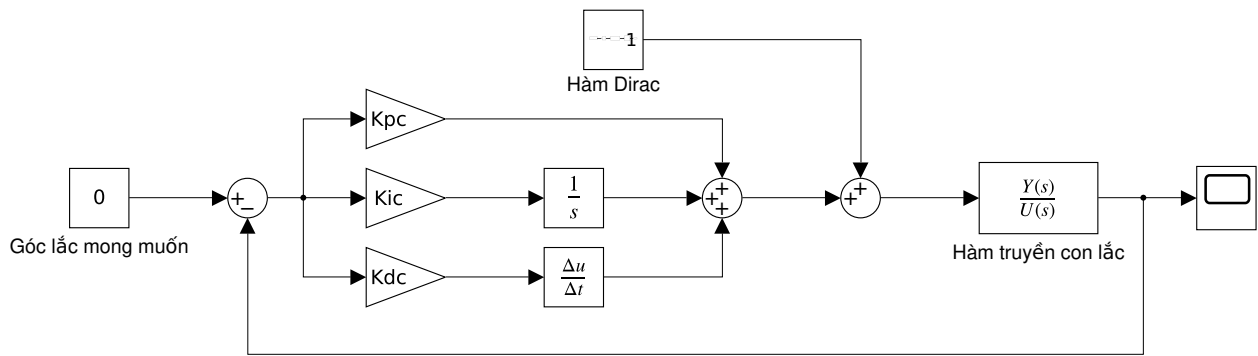 1
Hàm Dirac
Kpc
0
Góc lắc mong muốn
Kic
1
s
Kdc
Δu
Δt
+
−
+
+
+
+
+
Y(s)
U(s)
Hàm truyền con lắc